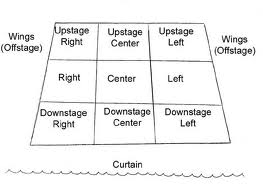 Upstage
Right
Upstage
Center
Upstage
Left
Wings
(Offstage)
Wings
(Offstage)
Right
Center
Left
Downstage
Right
Downstage
Center
Downstage
Left
Curtain